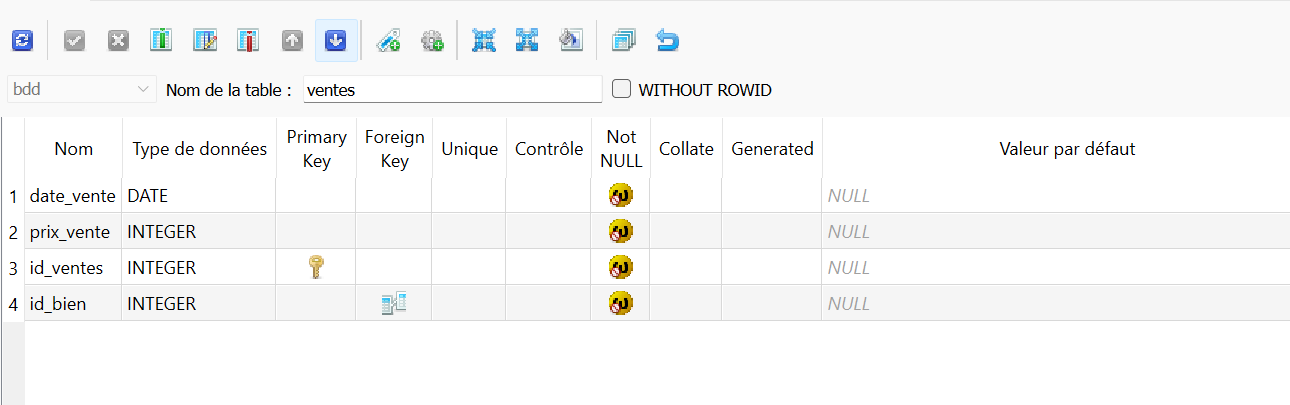 bdd Nom de la table : ventes WITHOUT ROWID
Nom Type de données Primary Key Foreign Key Unique Contrôle Not NULL Collate Generated Valeur par défaut
1 date_vente DATE NULL
2 prix_vente INTEGER NULL
3 id_ventes INTEGER NULL
4 id_bien INTEGER NULL